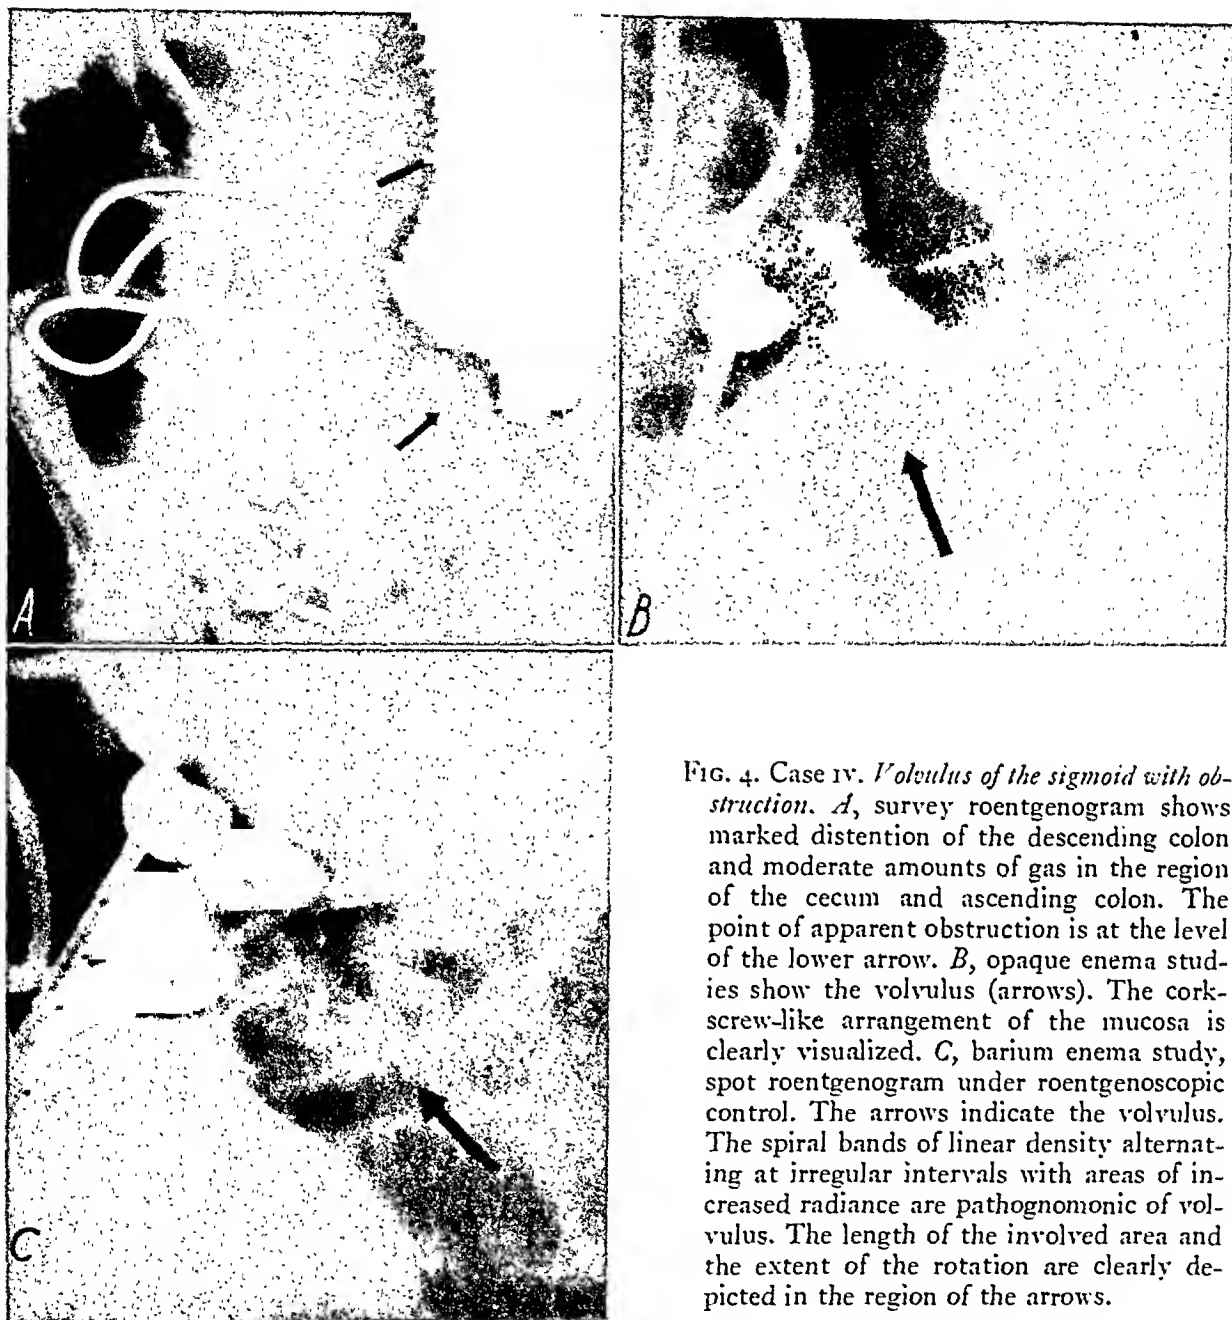 A
B
C
FIG. 4. Case IV. Volvulus of the sigmoid with ob-
struction. A, survey roentgenogram shows
marked distention of the descending colon
and moderate amounts of gas in the region
of the cecum and ascending colon. The
point of apparent obstruction is at the level
of the lower arrow. B, opaque enema stud-
ies show the volvulus (arrows). The cork-
screw-like arrangement of the mucosa is
clearly visualized. C, barium enema study,
spot roentgenogram under roentgenoscopic
control. The arrows indicate the volvulus.
The spiral bands of linear density alternat-
ing at irregular intervals with areas of in-
creased radiance are pathognomonic of vol-
vulus. The length of the involved area and
the extent of the rotation are clearly de-
picted in the region of the arrows.